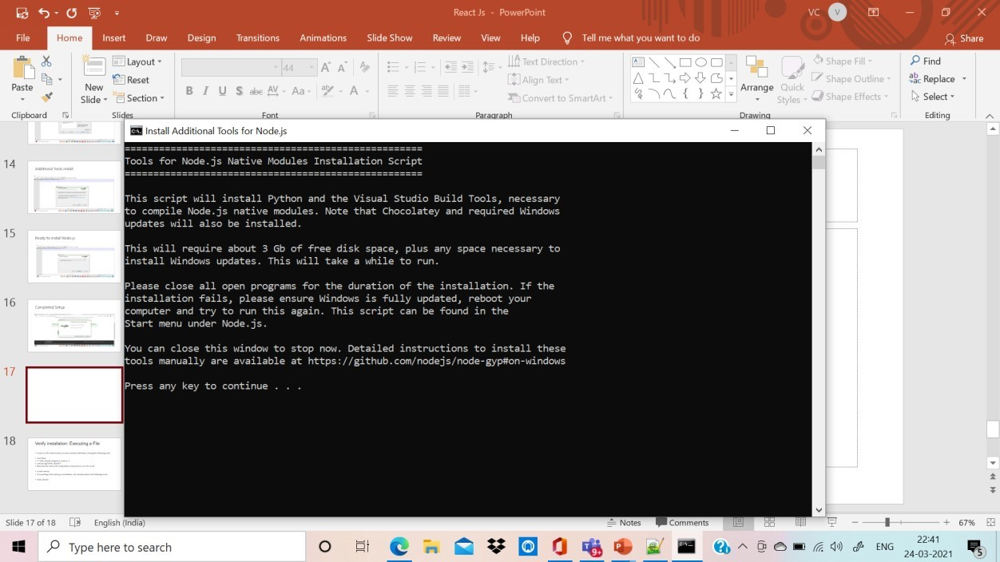 React Js - PowerPoint
VC V
File Home Insert Draw Design Transitions Animations Slide Show Review View Help Tell me what you want to do Share
Paste
Clipboard
New
Slide
Layout
Reset
Section
Slides
44
Font
Text Direction
Align Text
Convert to SmartArt
Paragraph
Arrange
Quick
Styles
Shape Fill
Shape Outline
Shape Effects
Drawing
Find
Replace
Select
Editing
14
Additional Tools Install
15
Ready to Install Node js
16
Completed Setup
17
18
Verify installation: Executing a File
Install Additional Tools for Node.js
====================================================
Tools for Node.js Native Modules Installation Script
====================================================
This script will install Python and the Visual Studio Build Tools, necessary
to compile Node.js native modules. Note that Chocolatey and required Windows
updates will also be installed.
This will require about 3 Gb of free disk space, plus any space necessary to
install Windows updates. This will take a while to run.
Please close all open programs for the duration of the installation. If the
installation fails, please ensure Windows is fully updated, reboot your
computer and try to run this again. This script can be found in the
Start menu under Node.js.
You can close this window to stop now. Detailed instructions to install these
tools manually are available at https://github.com/nodejs/node-gyp#on-windows
Press any key to continue . . .
Slide 17 of 18 English (India) Notes Comments 67%
Type here to search
9+
ENG
22:41
24-03-2021
5